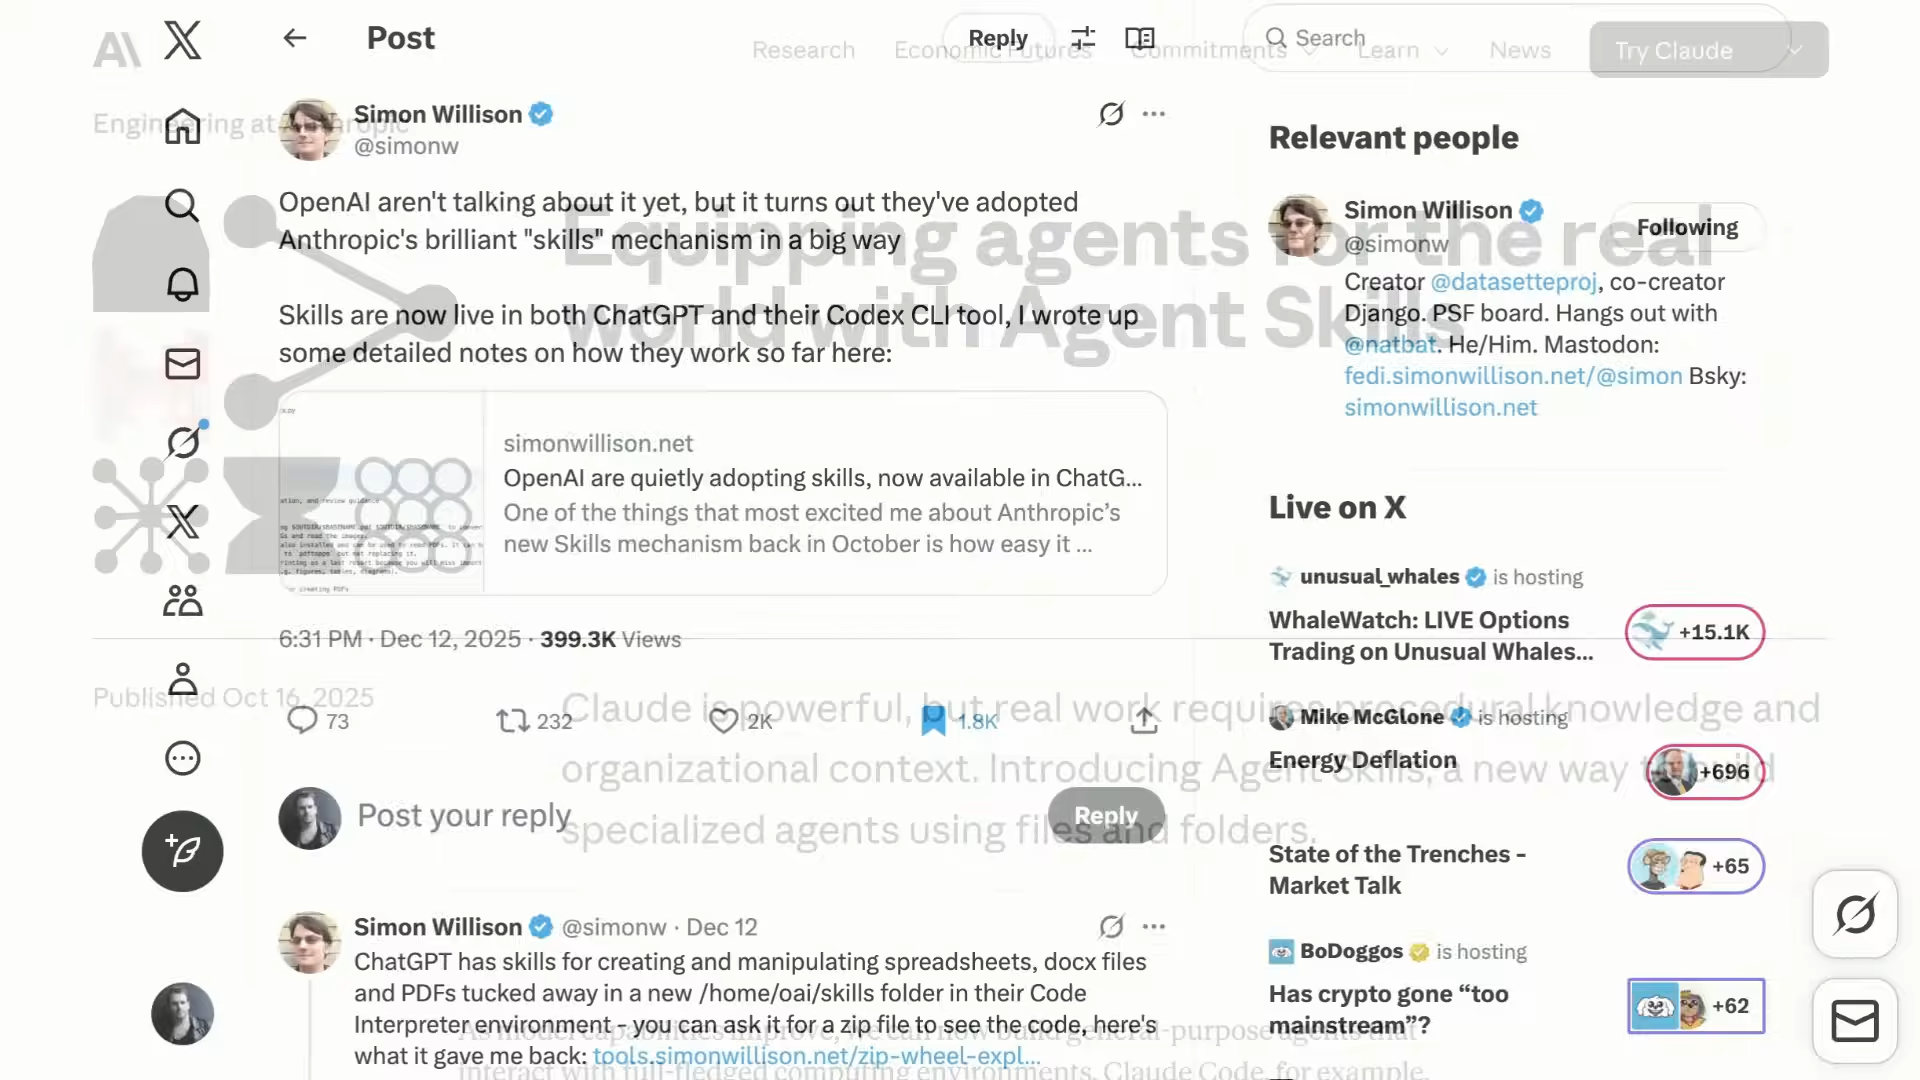 Post
Reply
Search
Research
Economic Futures
Commitments
Learn
News
Try Claude
Engineering at Anthropic
Simon Willison
@simonw
OpenAI aren't talking about it yet, but it turns out they've adopted
Anthropic's brilliant "skills" mechanism in a big way
Skills are now live in both ChatGPT and their Codex CLI tool, I wrote up
some detailed notes on how they work so far here:
simonwillison.net
OpenAI are quietly adopting skills, now available in ChatG...
One of the things that most excited me about Anthropic's
new Skills mechanism back in October is how easy it ...
6:31 PM · Dec 12, 2025 · 399.3K Views
73
232
2K
1.8K
Post your reply
Reply
Simon Willison @simonw · Dec 12
ChatGPT has skills for creating and manipulating spreadsheets, docx files
and PDFs tucked away in a new /home/oai/skills folder in their Code
Interpreter environment - you can ask it for a zip file to see the code, here's
what it gave me back: tools.simonwillison.net/zip-wheel-expl...
Equipping agents for the real
world with Agent Skills
Published Oct 16, 2025
Claude is powerful, but real work requires procedural knowledge and
organizational context. Introducing Agent Skills, a new way to build
specialized agents using files and folders.
As model capabilities improve, we can now build general-purpose agents that
interact with full-fledged computing environments. Claude Code, for example,
Relevant people
Simon Willison
@simonw
Following
Creator @datasetteproj, co-creator
Django. PSF board. Hangs out with
@natbat. He/Him. Mastodon:
fedi.simonwillison.net/@simon Bsky:
simonwillison.net
Live on X
unusual_whales is hosting
WhaleWatch: LIVE Options
Trading on Unusual Whales...
+15.1K
Mike McGlone is hosting
Energy Deflation
+696
State of the Trenches -
Market Talk
+65
BoDoggos is hosting
Has crypto gone “too
mainstream”?
+62